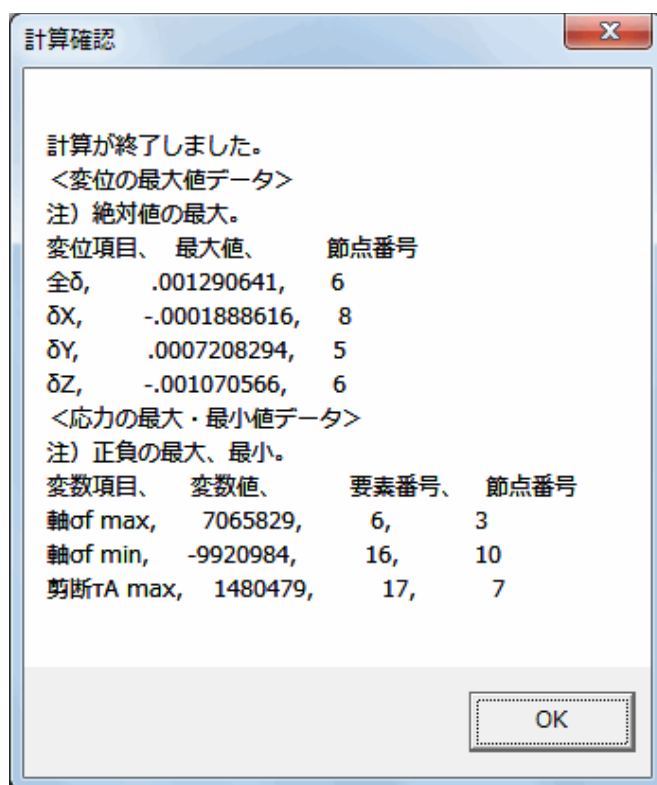 計算確認
計算が終了しました。
<変位の最大値データ>
注）絶対値の最大。
変位項目、 最大値、 節点番号
全δ, .001290641, 6
δX, -.0001888616, 8
δY, .0007208294, 5
δZ, -.001070566, 6
<応力の最大・最小値データ>
注）正負の最大、最小。
変数項目、 変数値、 要素番号、 節点番号
軸σf max, 7065829, 6, 3
軸σf min, -9920984, 16, 10
剪断τA max, 1480479, 17, 7
OK